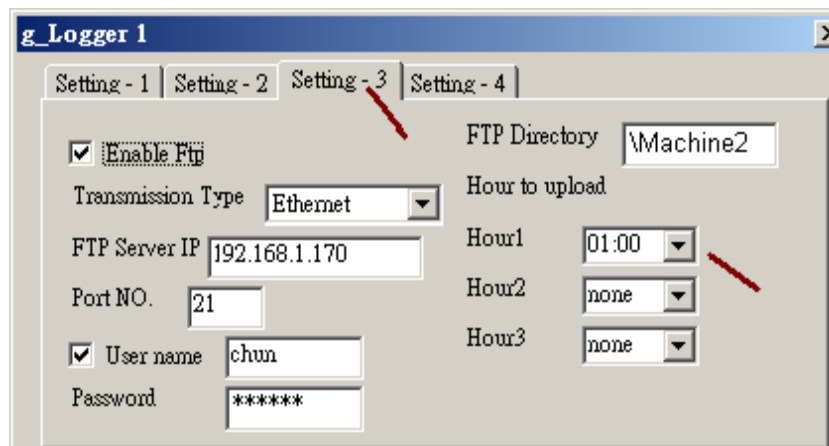 g_Logger 1
Setting - 1 Setting - 2 Setting - 3 Setting - 4
Enable Ftp
Transmission Type Ethernet
FTP Server IP 192.168.1.170
Port NO. 21
User name chun
Password ******
FTP Directory \Machine2
Hour to upload
Hour1 01:00
Hour2 none
Hour3 none